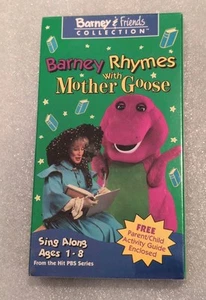 Barney & Friends
COLLECTION
Barney Rhymes
with
Mother Goose
FREE
Parent/Child
Activity Guide
Enclosed
Sing Along
Ages 1-8
From the Hit PBS Series